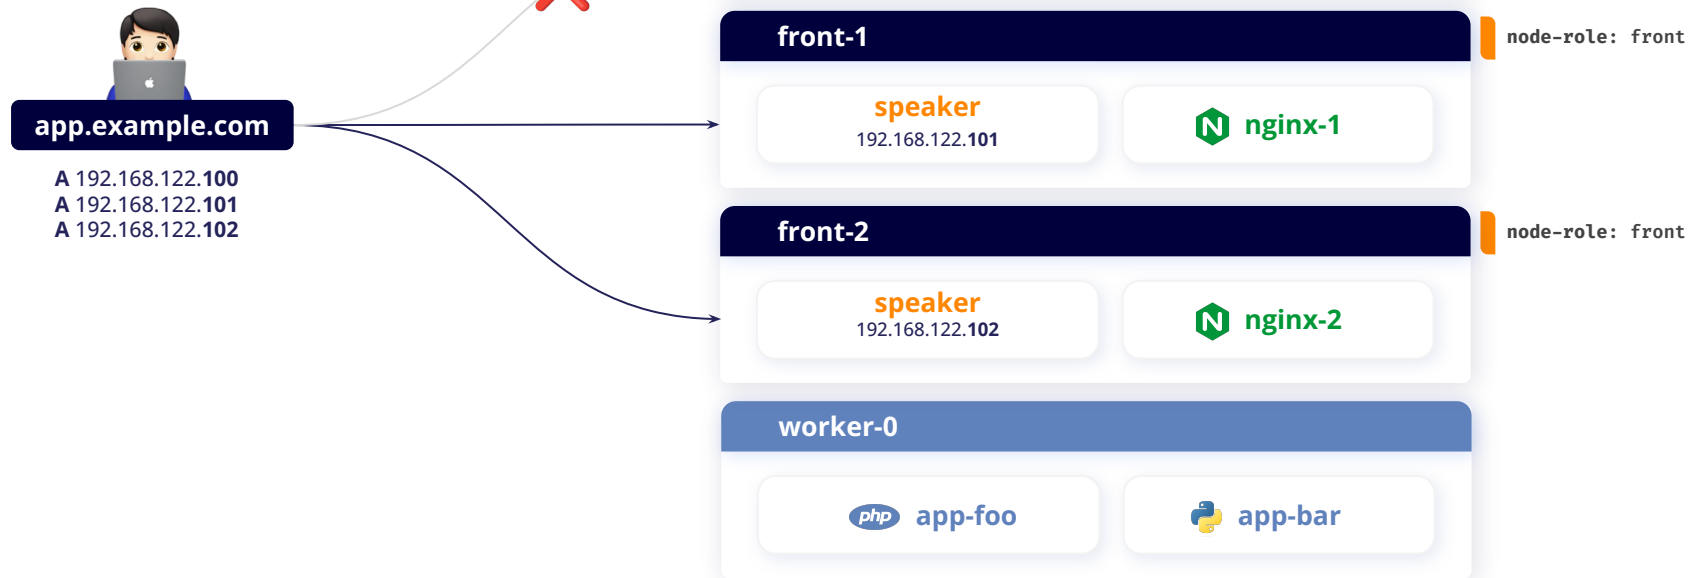 front-1
node-role: front
app.example.com
speaker
192.168.122.101
nginx-1
A 192.168.122.100
A 192.168.122.101
A 192.168.122.102
front-2
node-role: front
speaker
192.168.122.102
nginx-2
worker-0
php app-foo
app-bar